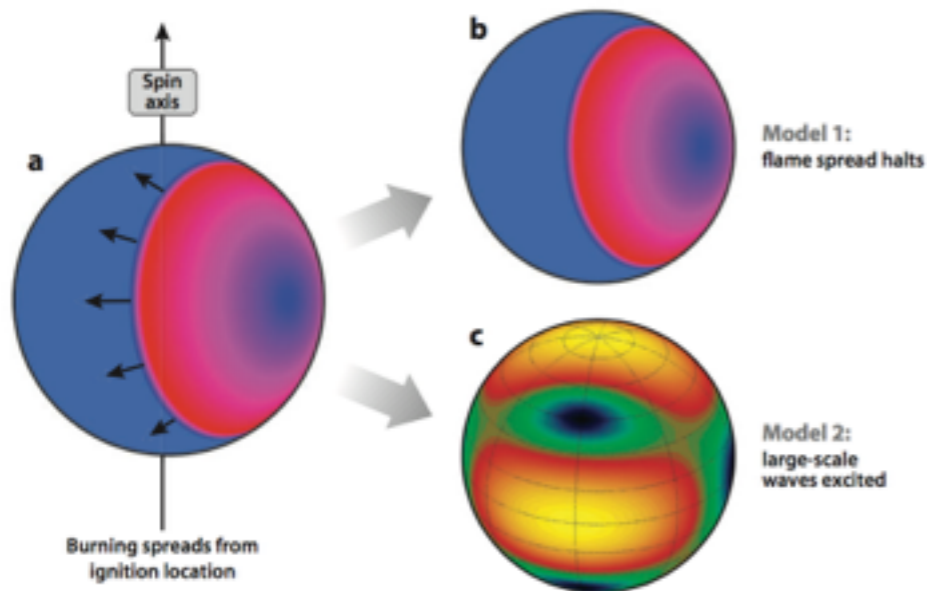 Spin
axis
a
Burning spreads from
ignition location
b
Model 1:
flame spread halts
c
Model 2:
large-scale
waves excited